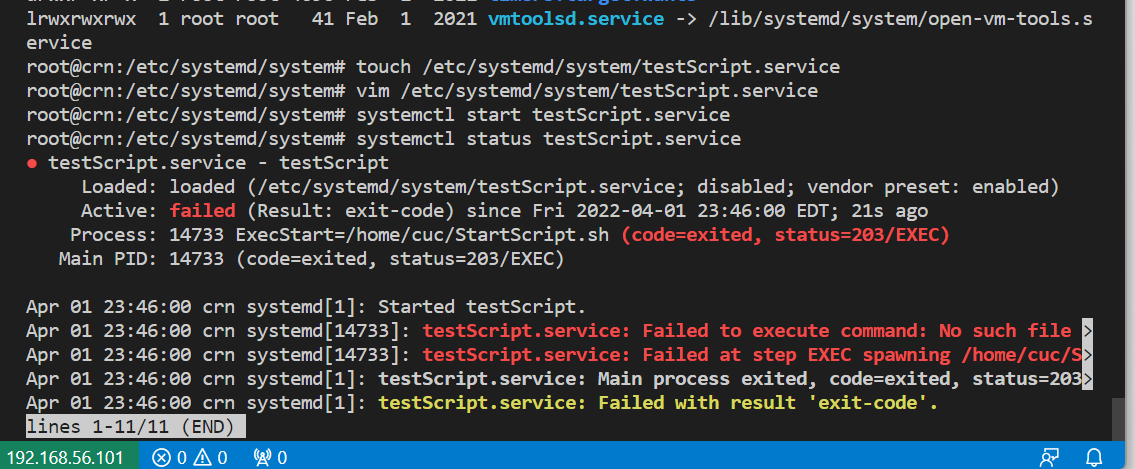 lrwxrwxrwx  1 root root   41 Feb  1  2021 vmtoolsd.service -> /lib/systemd/system/open-vm-tools.s
ervice
root@crn:/etc/systemd/system# touch /etc/systemd/system/testScript.service
root@crn:/etc/systemd/system# vim /etc/systemd/system/testScript.service
root@crn:/etc/systemd/system# systemctl start testScript.service
root@crn:/etc/systemd/system# systemctl status testScript.service
● testScript.service - testScript
     Loaded: loaded (/etc/systemd/system/testScript.service; disabled; vendor preset: enabled)
     Active: failed (Result: exit-code) since Fri 2022-04-01 23:46:00 EDT; 21s ago
    Process: 14733 ExecStart=/home/cuc/StartScript.sh (code=exited, status=203/EXEC)
   Main PID: 14733 (code=exited, status=203/EXEC)
Apr 01 23:46:00 crn systemd[1]: Started testScript.
Apr 01 23:46:00 crn systemd[14733]: testScript.service: Failed to execute command: No such file >
Apr 01 23:46:00 crn systemd[14733]: testScript.service: Failed at step EXEC spawning /home/cuc/S>
Apr 01 23:46:00 crn systemd[1]: testScript.service: Main process exited, code=exited, status=203>
Apr 01 23:46:00 crn systemd[1]: testScript.service: Failed with result 'exit-code'.
lines 1-11/11 (END)
192.168.56.101 0 0 0